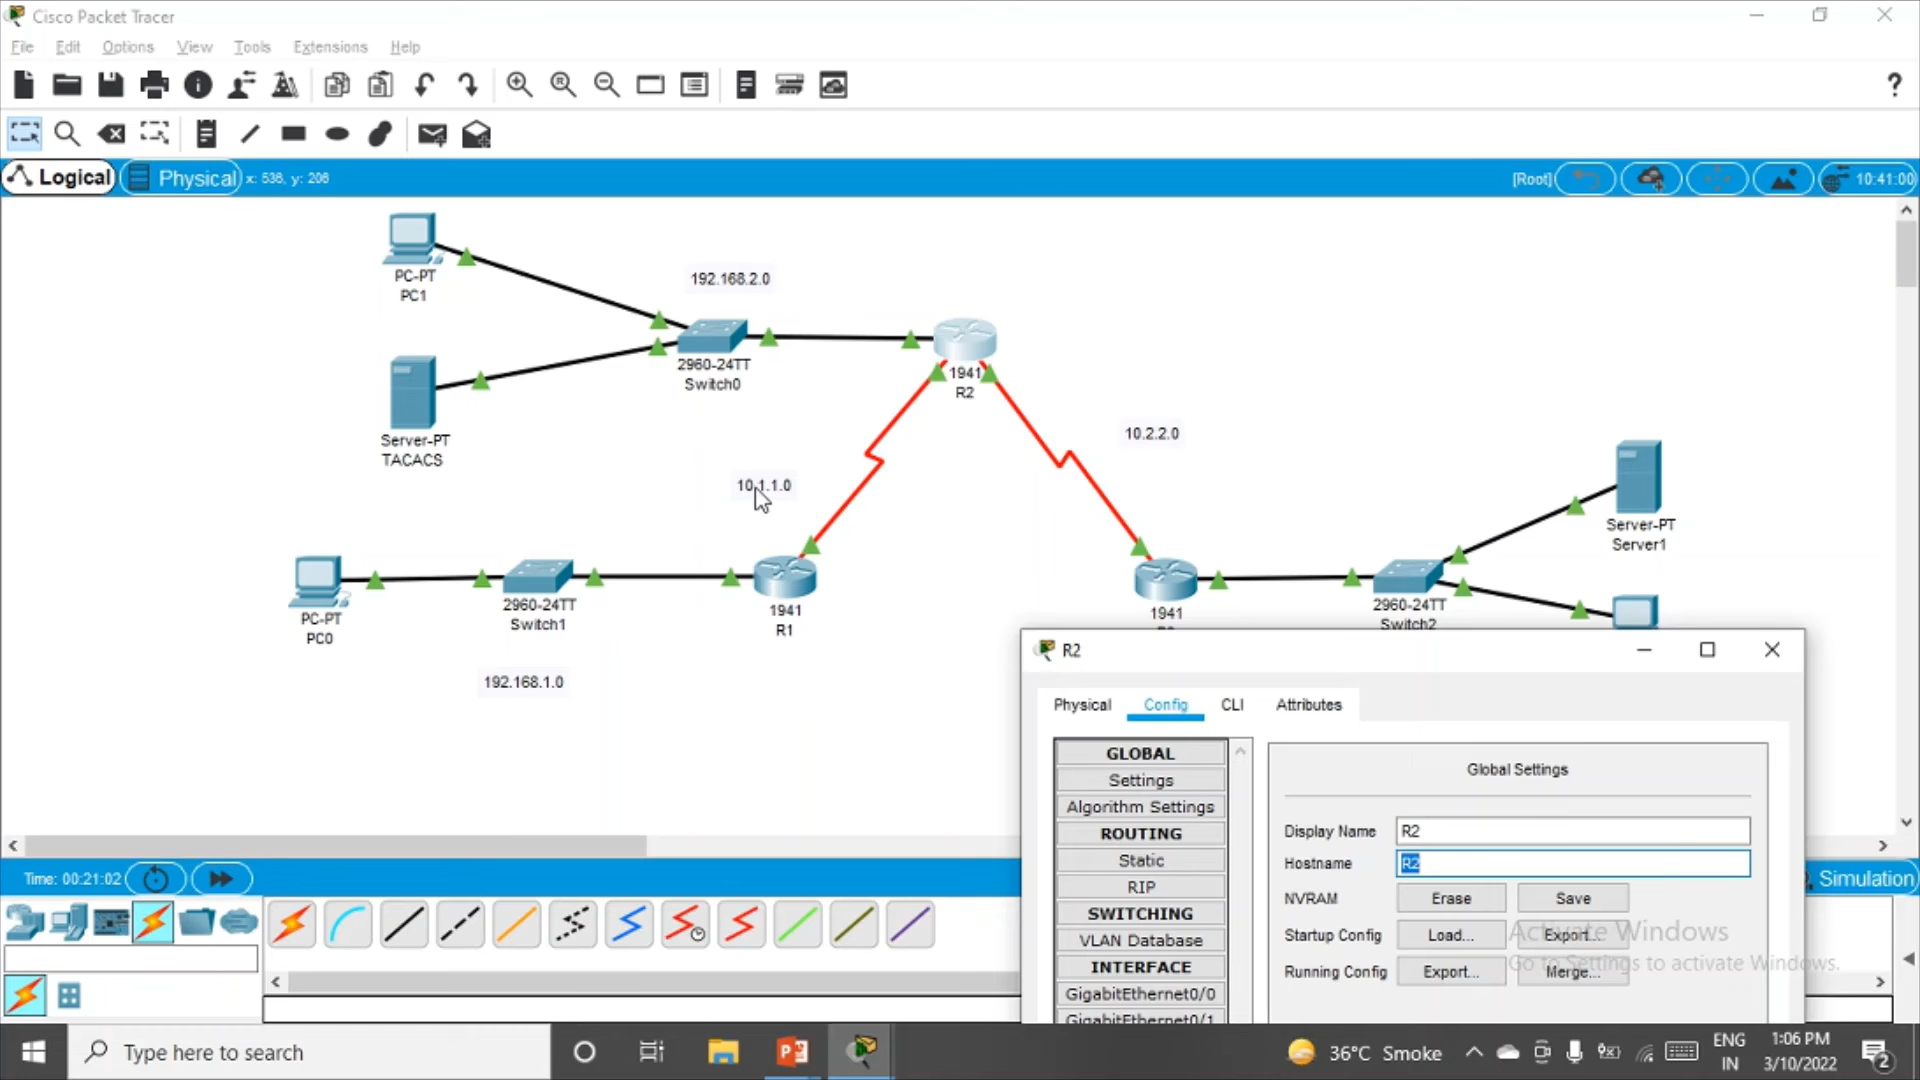 Cisco Packet Tracer
File Edit Options View Tools Extensions Help
?
Logical Physical x: 536, y: 206 [Root] 10:41:00
PC-PT
PC1
192.168.2.0
2960-24TT
Switch0
1941
R2
Server-PT
TACACS
10.2.2.0
10.1.1.0
Server-PT
Server1
PC-PT
PC0
2960-24TT
Switch1
1941
R1
1941
2960-24TT
Switch2
192.168.1.0
R2
Physical Config CLI Attributes
GLOBAL
Settings
Algorithm Settings
ROUTING
Static
RIP
SWITCHING
VLAN Database
INTERFACE
GigabitEthernet0/0
GigabitEthernet0/1
Global Settings
Display Name R2
Hostname R2
NVRAM Erase Save
Startup Config Load... Export...
Running Config Export... Merge...
Activate Windows
Go to Settings to activate Windows.
Time: 00:21:02
Simulation
Type here to search
36°C Smoke
ENG
IN
1:06 PM
3/10/2022
2